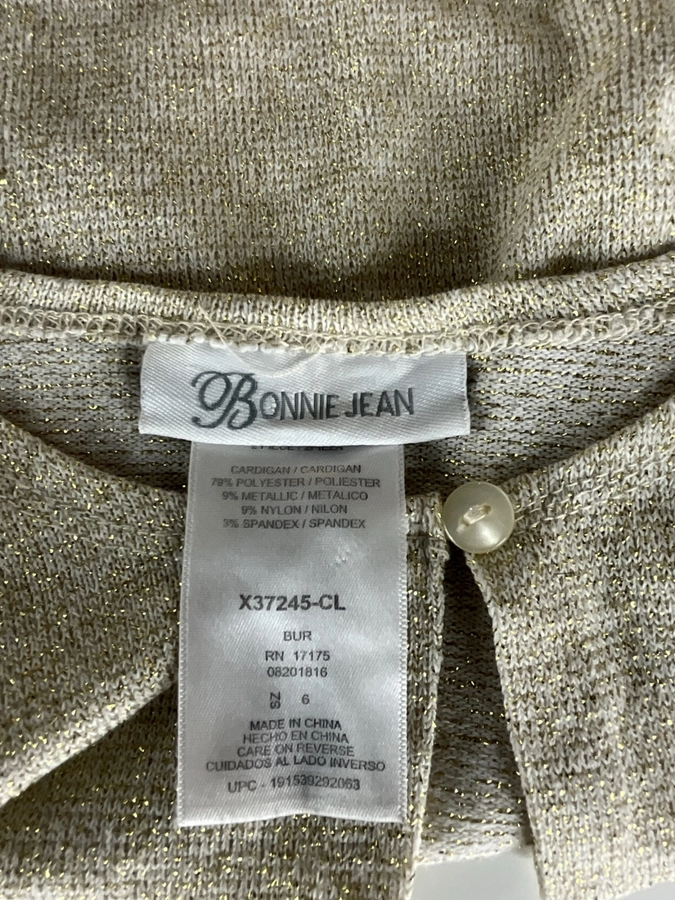 BONNIE JEAN
CARDIGAN / CARDIGAN
79% POLYESTER / POLIESTER
9% METALLIC / METALICO
9% NYLON / NILON
3% SPANDEX / SPANDEX
X37245-CL
BUR
RN 17175
08201816
SZ 6
MADE IN CHINA
HECHO EN CHINA
CARE ON REVERSE
CUIDADOS AL LADO INVERSO
UPC - 191539292063